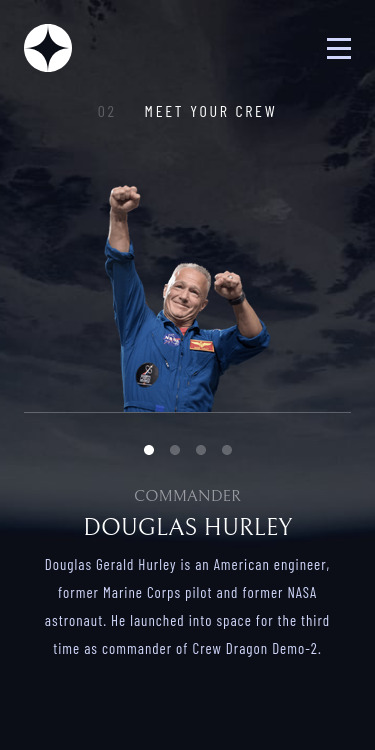 02 MEET YOUR CREW
COMMANDER
DOUGLAS HURLEY
Douglas Gerald Hurley is an American engineer,
former Marine Corps pilot and former NASA
astronaut. He launched into space for the third
time as commander of Crew Dragon Demo-2.